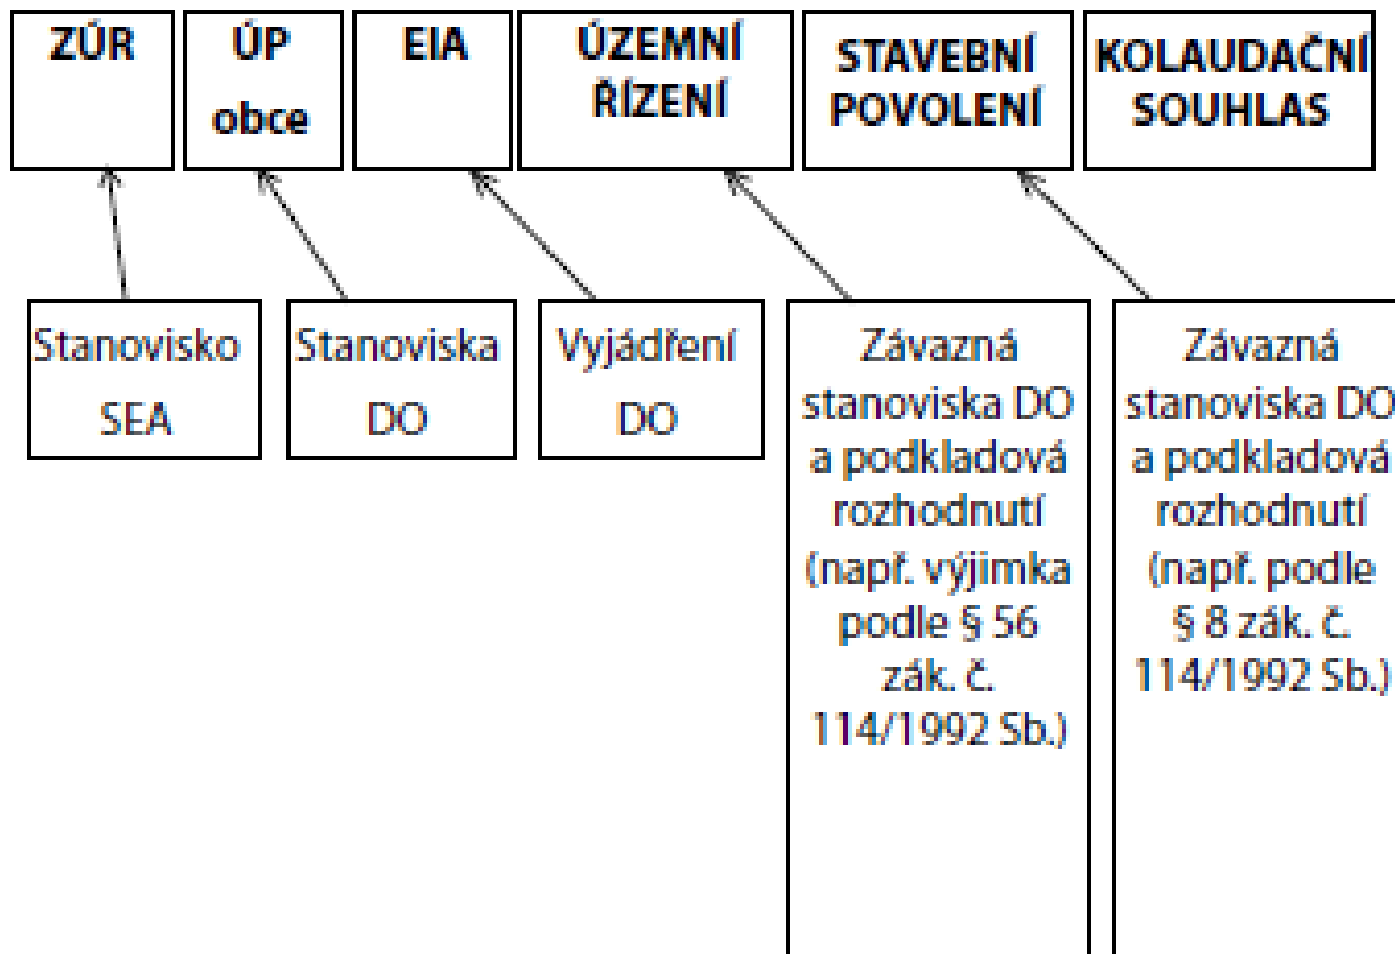 ZÚR
ÚP
obce
EIA
ÚZEMNÍ
ŘÍZENÍ
STAVEBNÍ
POVOLENÍ
KOLAUDAČNÍ
SOUHLAS
Stanovisko
SEA
Stanoviska
DO
Vyjádření
DO
Závazná
stanoviska DO
a podkladová
rozhodnutí
(např. výjimka
podle § 56
zák. č.
114/1992 Sb.)
Závazná
stanoviska DO
a podkladová
rozhodnutí
(např. podle
§ 8 zák. č.
114/1992 Sb.)